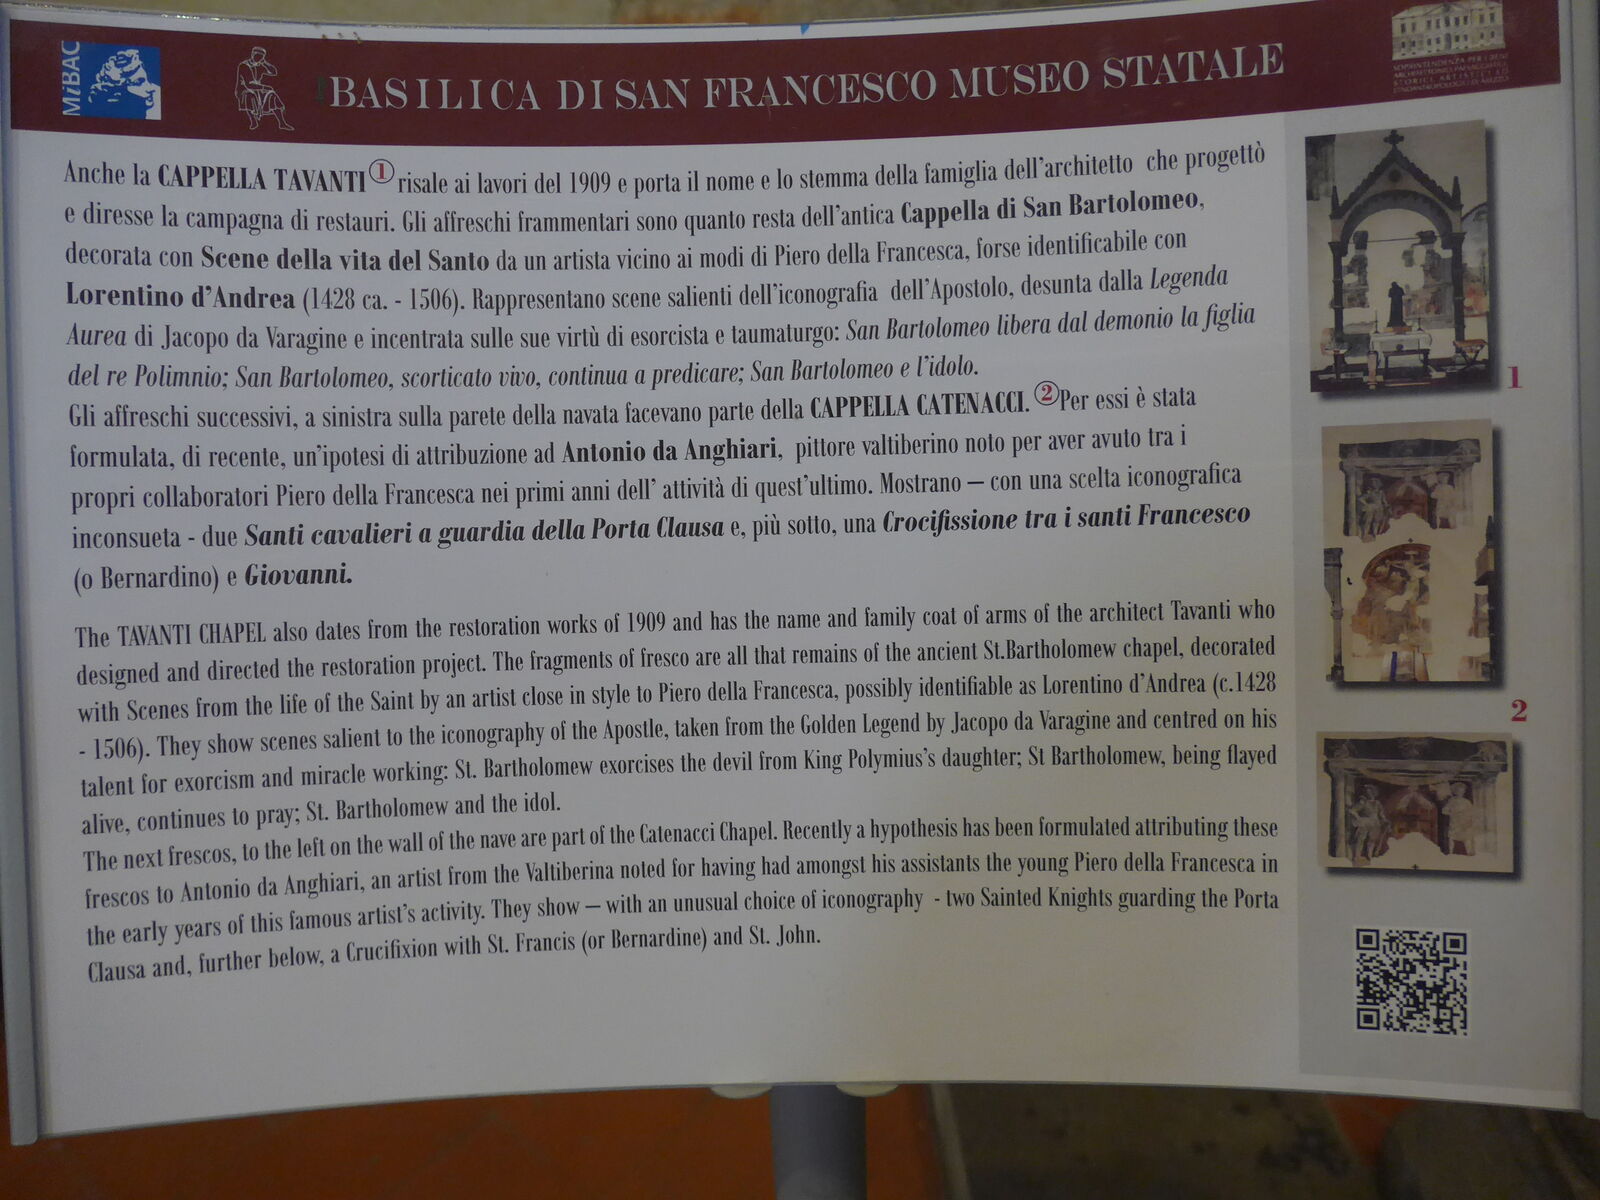 MiBAC
BASILICA DI SAN FRANCESCO MUSEO STATALE
SOPRINTENDENZA PER I BENI
ARCHITETTONICI PAESAGGISTICI
STORICI ARTISTICI ED
ETNOANTROPOLOGICI DI AREZZO
Anche la CAPPELLA TAVANTI 1 risale ai lavori del 1909 e porta il nome e lo stemma della famiglia dell'architetto che progettò
e diresse la campagna di restauri. Gli affreschi frammentari sono quanto resta dell'antica Cappella di San Bartolomeo,
decorata con Scene della vita del Santo da un artista vicino ai modi di Piero della Francesca, forse identificabile con
Lorentino d'Andrea (1428 ca. - 1506). Rappresentano scene salienti dell'iconografia dell'Apostolo, desunta dalla Legenda
Aurea di Jacopo da Varagine e incentrata sulle sue virtù di esorcista e taumaturgo: San Bartolomeo libera dal demonio la figlia
del re Polimnio; San Bartolomeo, scorticato vivo, continua a predicare; San Bartolomeo e l'idolo.
Gli affreschi successivi, a sinistra sulla parete della navata facevano parte della CAPPELLA CATENACCI. 2 Per essi è stata
formulata, di recente, un'ipotesi di attribuzione ad Antonio da Anghiari, pittore valtiberino noto per aver avuto tra i
propri collaboratori Piero della Francesca nei primi anni dell' attività di quest'ultimo. Mostrano – con una scelta iconografica
inconsueta - due Santi cavalieri a guardia della Porta Clausa e, più sotto, una Crocifissione tra i santi Francesco
(o Bernardino) e Giovanni.
The TAVANTI CHAPEL also dates from the restoration works of 1909 and has the name and family coat of arms of the architect Tavanti who
designed and directed the restoration project. The fragments of fresco are all that remains of the ancient St.Bartholomew chapel, decorated
with Scenes from the life of the Saint by an artist close in style to Piero della Francesca, possibly identifiable as Lorentino d'Andrea (c.1428
- 1506). They show scenes salient to the iconography of the Apostle, taken from the Golden Legend by Jacopo da Varagine and centred on his
talent for exorcism and miracle working: St. Bartholomew exorcises the devil from King Polymius's daughter; St Bartholomew, being flayed
alive, continues to pray; St. Bartholomew and the idol.
The next frescos, to the left on the wall of the nave are part of the Catenacci Chapel. Recently a hypothesis has been formulated attributing these
frescos to Antonio da Anghiari, an artist from the Valtiberina noted for having had amongst his assistants the young Piero della Francesca in
the early years of this famous artist's activity. They show – with an unusual choice of iconography - two Sainted Knights guarding the Porta
Clausa and, further below, a Crucifixion with St. Francis (or Bernardine) and St. John.
1
2